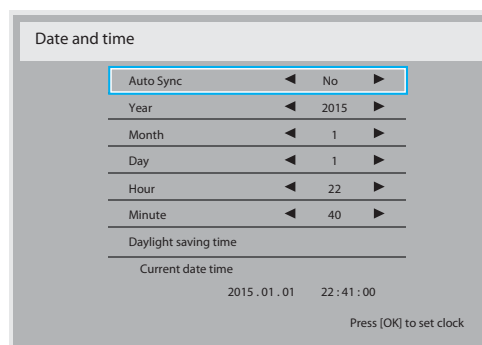 Date and time
Auto Sync ◀ No ▶
Year ◀ 2015 ▶
Month ◀ 1 ▶
Day ◀ 1 ▶
Hour ◀ 22 ▶
Minute ◀ 40 ▶
Daylight saving time
Current date time
2015 . 01 . 01 22 : 41 : 00
Press [OK] to set clock